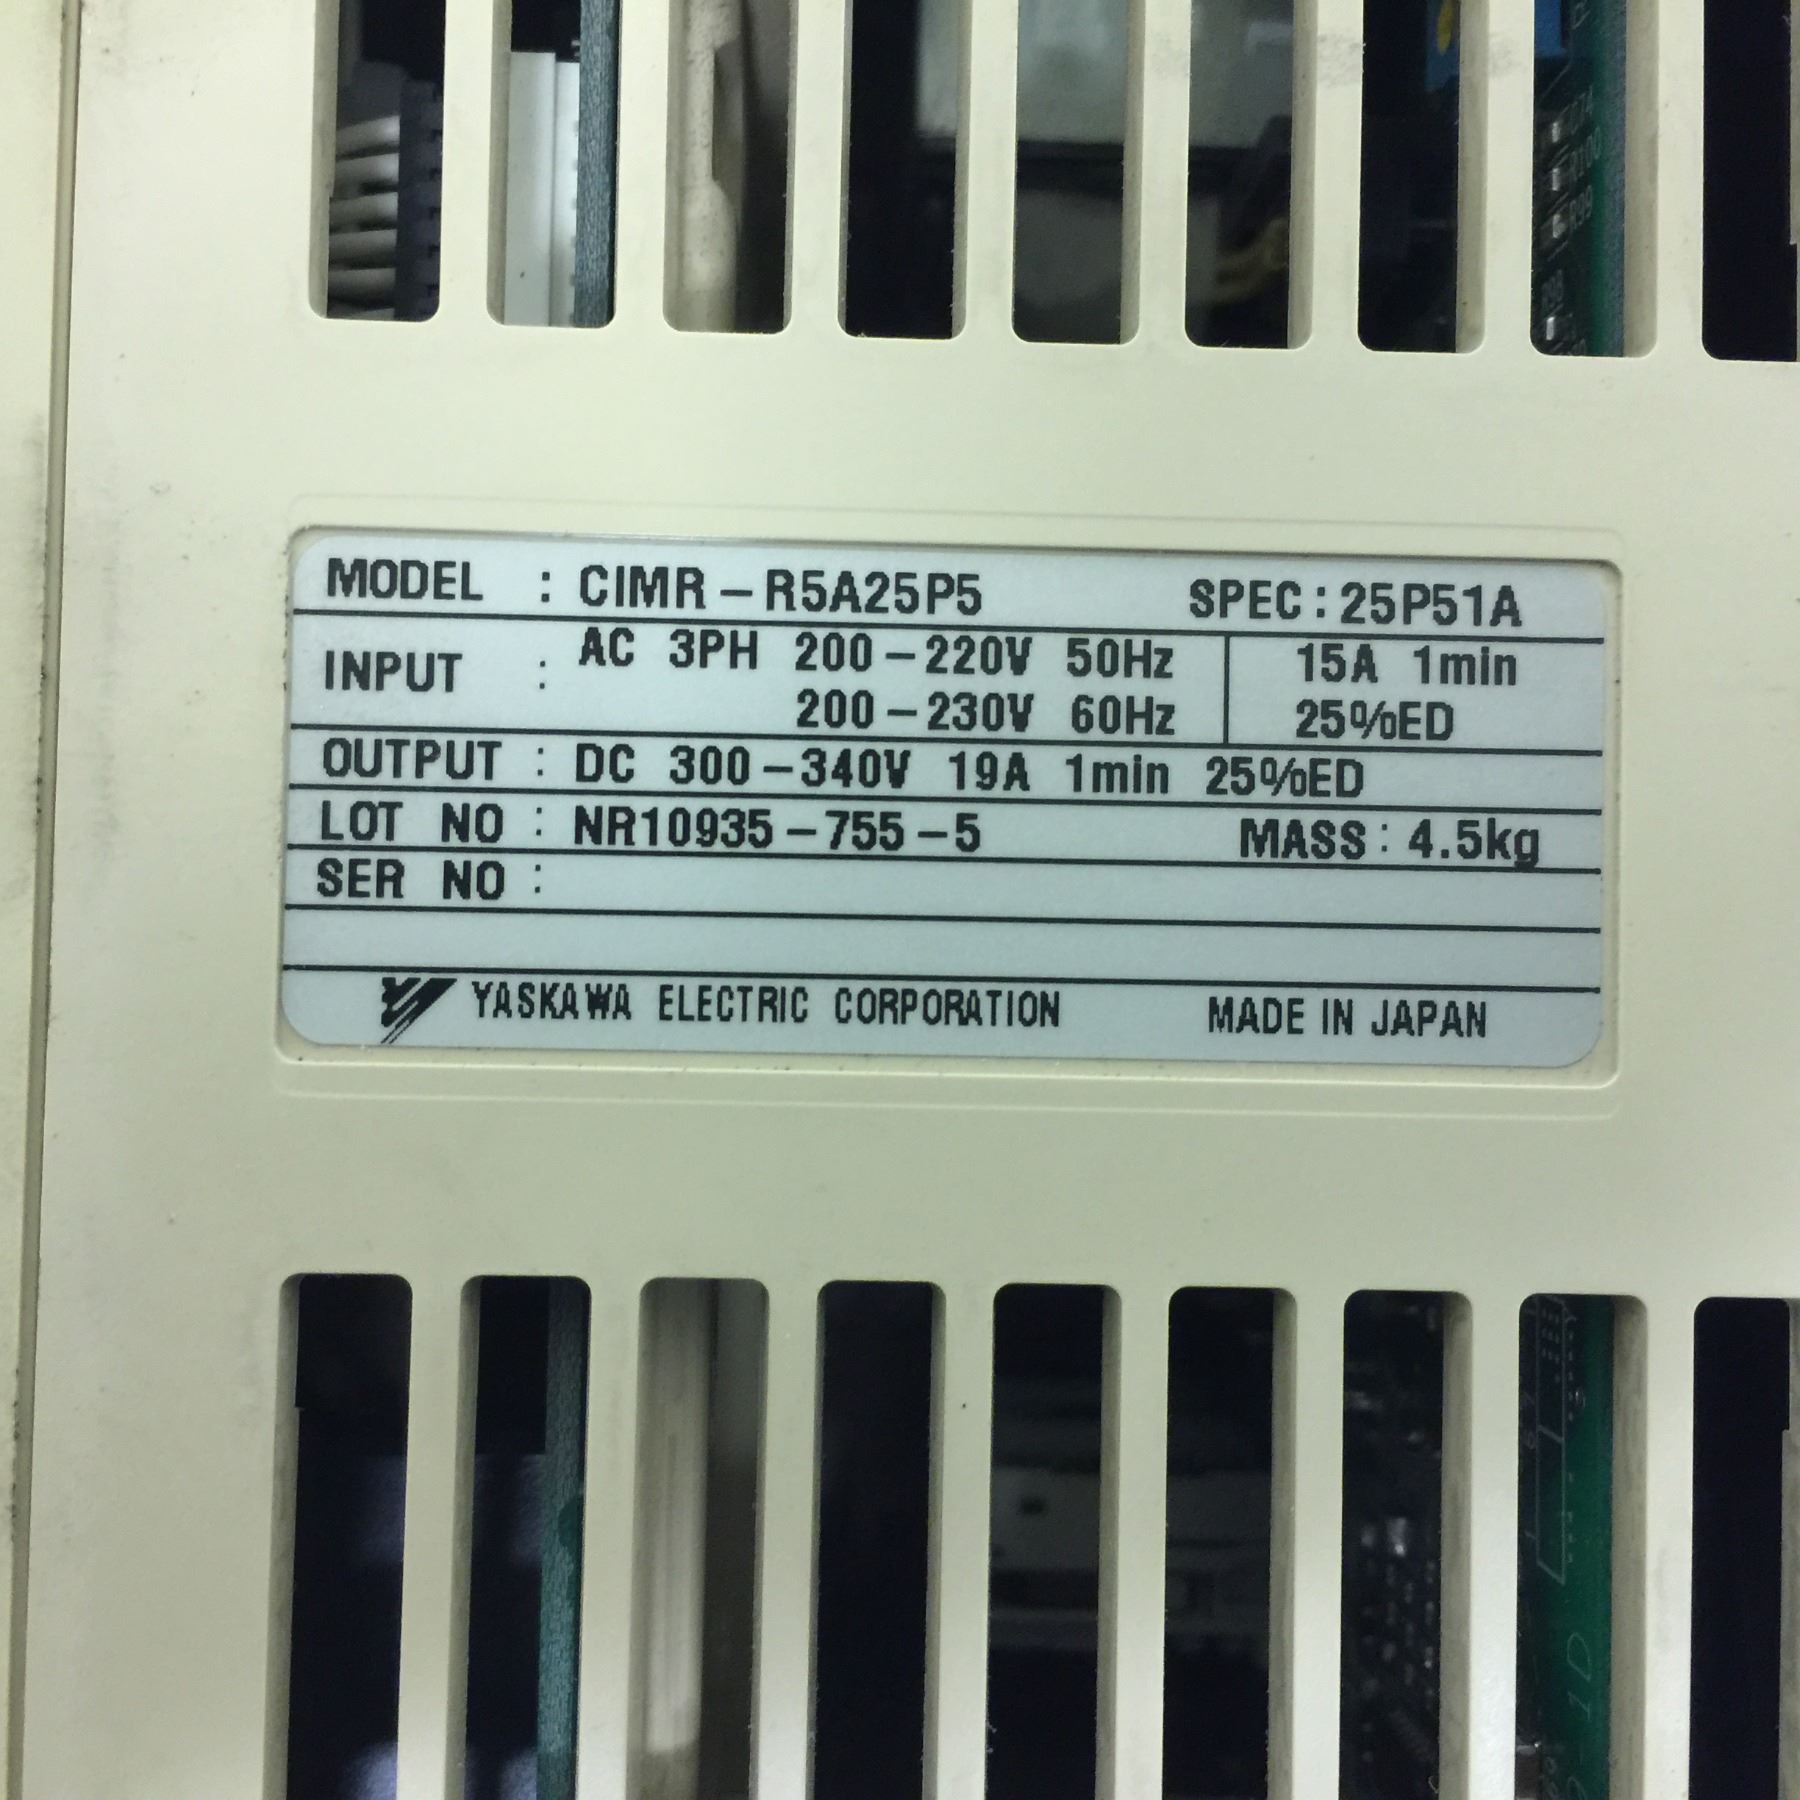 MODEL : CIMR-R5A25P5 SPEC:25P51A
INPUT : AC 3PH 200-220V 50Hz 15A 1min
200-230V 60Hz 25%ED
OUTPUT : DC 300-340V 19A 1min 25%ED
LOT NO : NR10935-755-5 MASS: 4.5kg
SER NO :
YASKAWA ELECTRIC CORPORATION MADE IN JAPAN
R100
R99